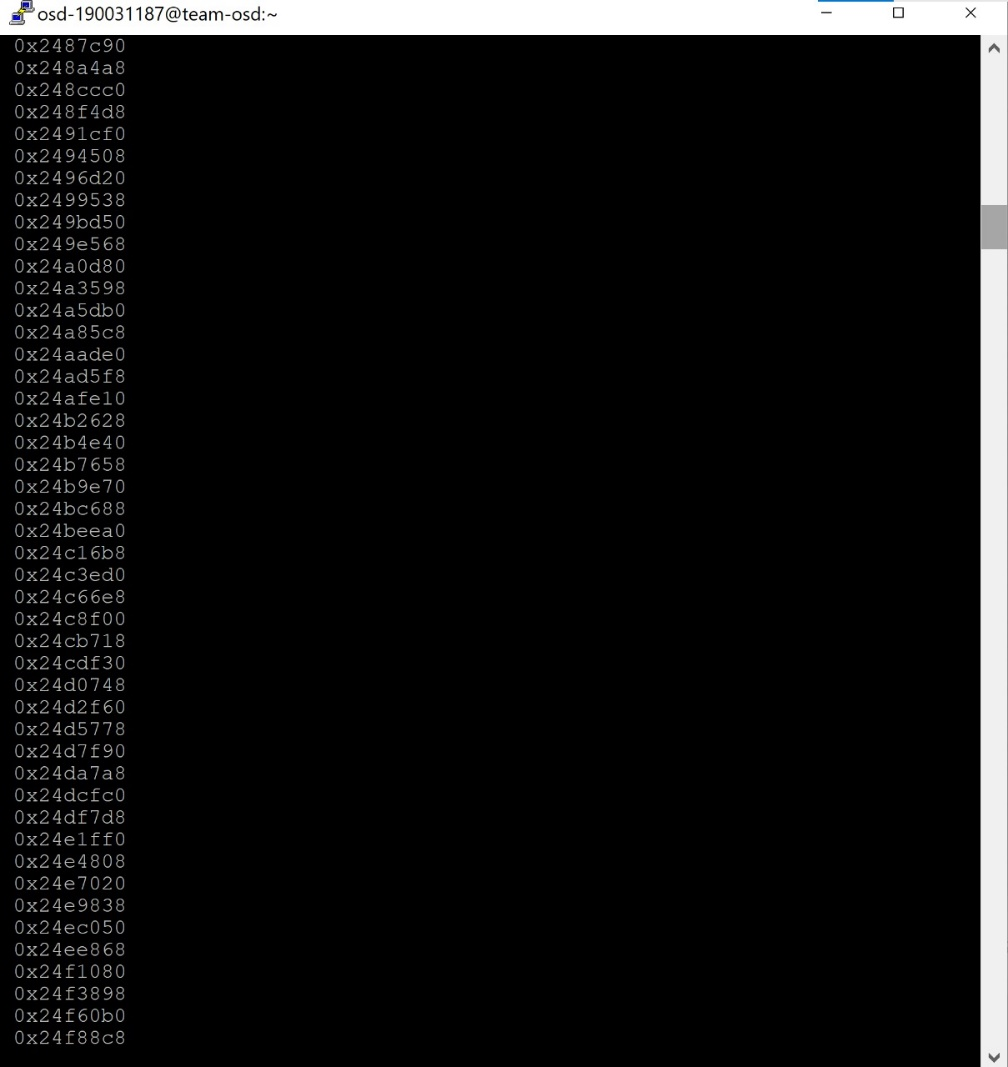 osd-190031187@team-osd:~
0x2487c90
0x248a4a8
0x248ccc0
0x248f4d8
0x2491cf0
0x2494508
0x2496d20
0x2499538
0x249bd50
0x249e568
0x24a0d80
0x24a3598
0x24a5db0
0x24a85c8
0x24aade0
0x24ad5f8
0x24afe10
0x24b2628
0x24b4e40
0x24b7658
0x24b9e70
0x24bc688
0x24beea0
0x24c16b8
0x24c3ed0
0x24c66e8
0x24c8f00
0x24cb718
0x24cdf30
0x24d0748
0x24d2f60
0x24d5778
0x24d7f90
0x24da7a8
0x24dcfc0
0x24df7d8
0x24e1ff0
0x24e4808
0x24e7020
0x24e9838
0x24ec050
0x24ee868
0x24f1080
0x24f3898
0x24f60b0
0x24f88c8